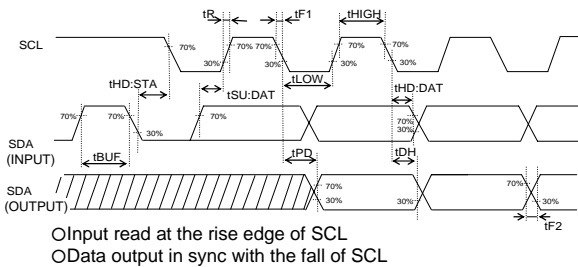 tR tF1 tHIGH
SCL 70% 30% 70% 70% 30% 70% 70% 30%
tHD:STA tLOW tHD:DAT
tSU:DAT
70% 70% 30% 70% 70% 30%
SDA
(INPUT)
tBUF tPD tDH
SDA
(OUTPUT)
70% 30% 30% 70% 30%
tF2
○Input read at the rise edge of SCL
○Data output in sync with the fall of SCL